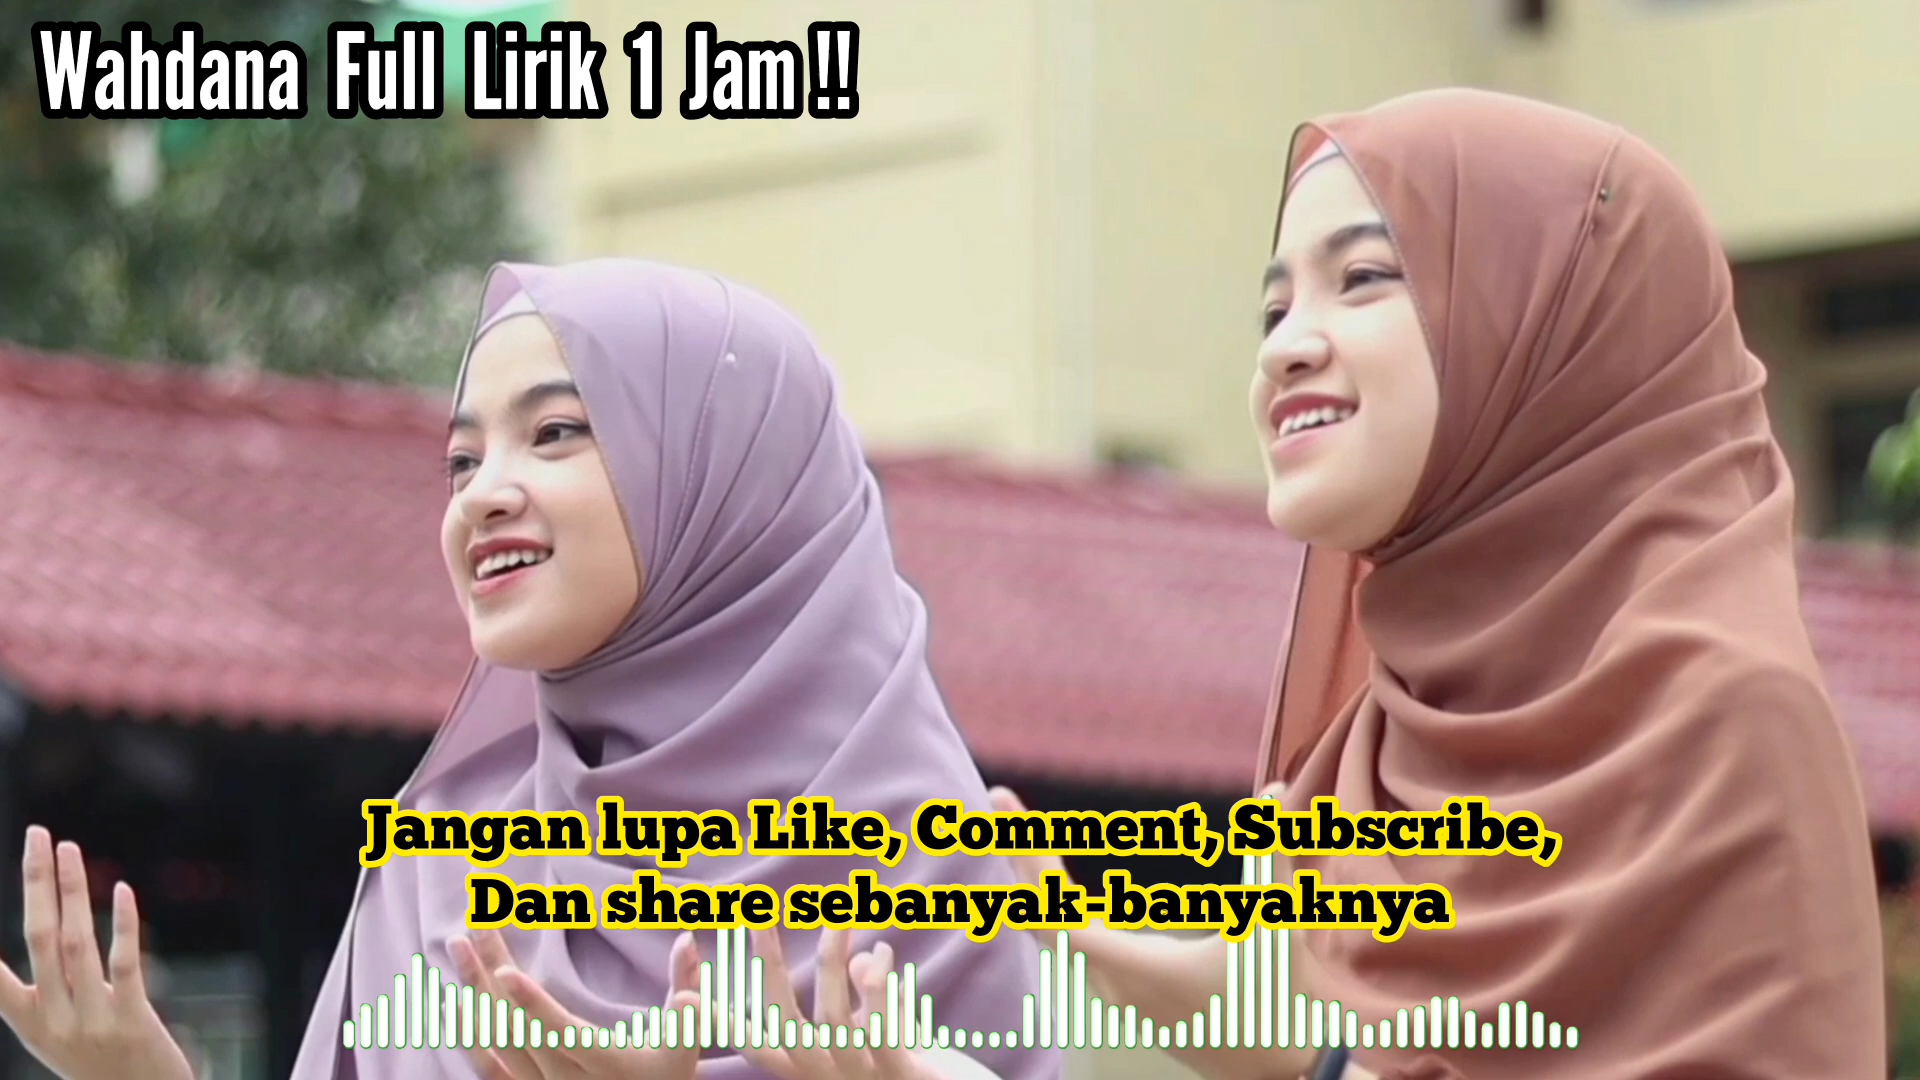 Wahdana Full Lirik 1 Jam !!
Jangan lupa Like, Comment, Subscribe,
Dan share sebanyak-banyaknya